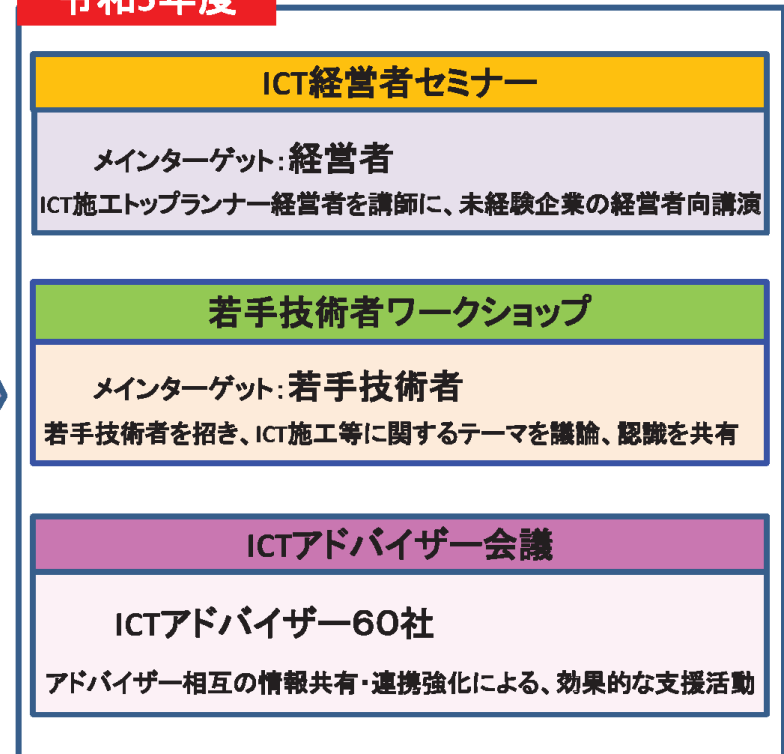 令和5年度
ICT経営者セミナー
メインターゲット:経営者
ICT施工トップランナー経営者を講師に、未経験企業の経営者向講演
若手技術者ワークショップ
メインターゲット:若手技術者
若手技術者を招き、ICT施工等に関するテーマを議論、認識を共有
ICTアドバイザー会議
ICTアドバイザー60社
アドバイザー相互の情報共有・連携強化による、効果的な支援活動